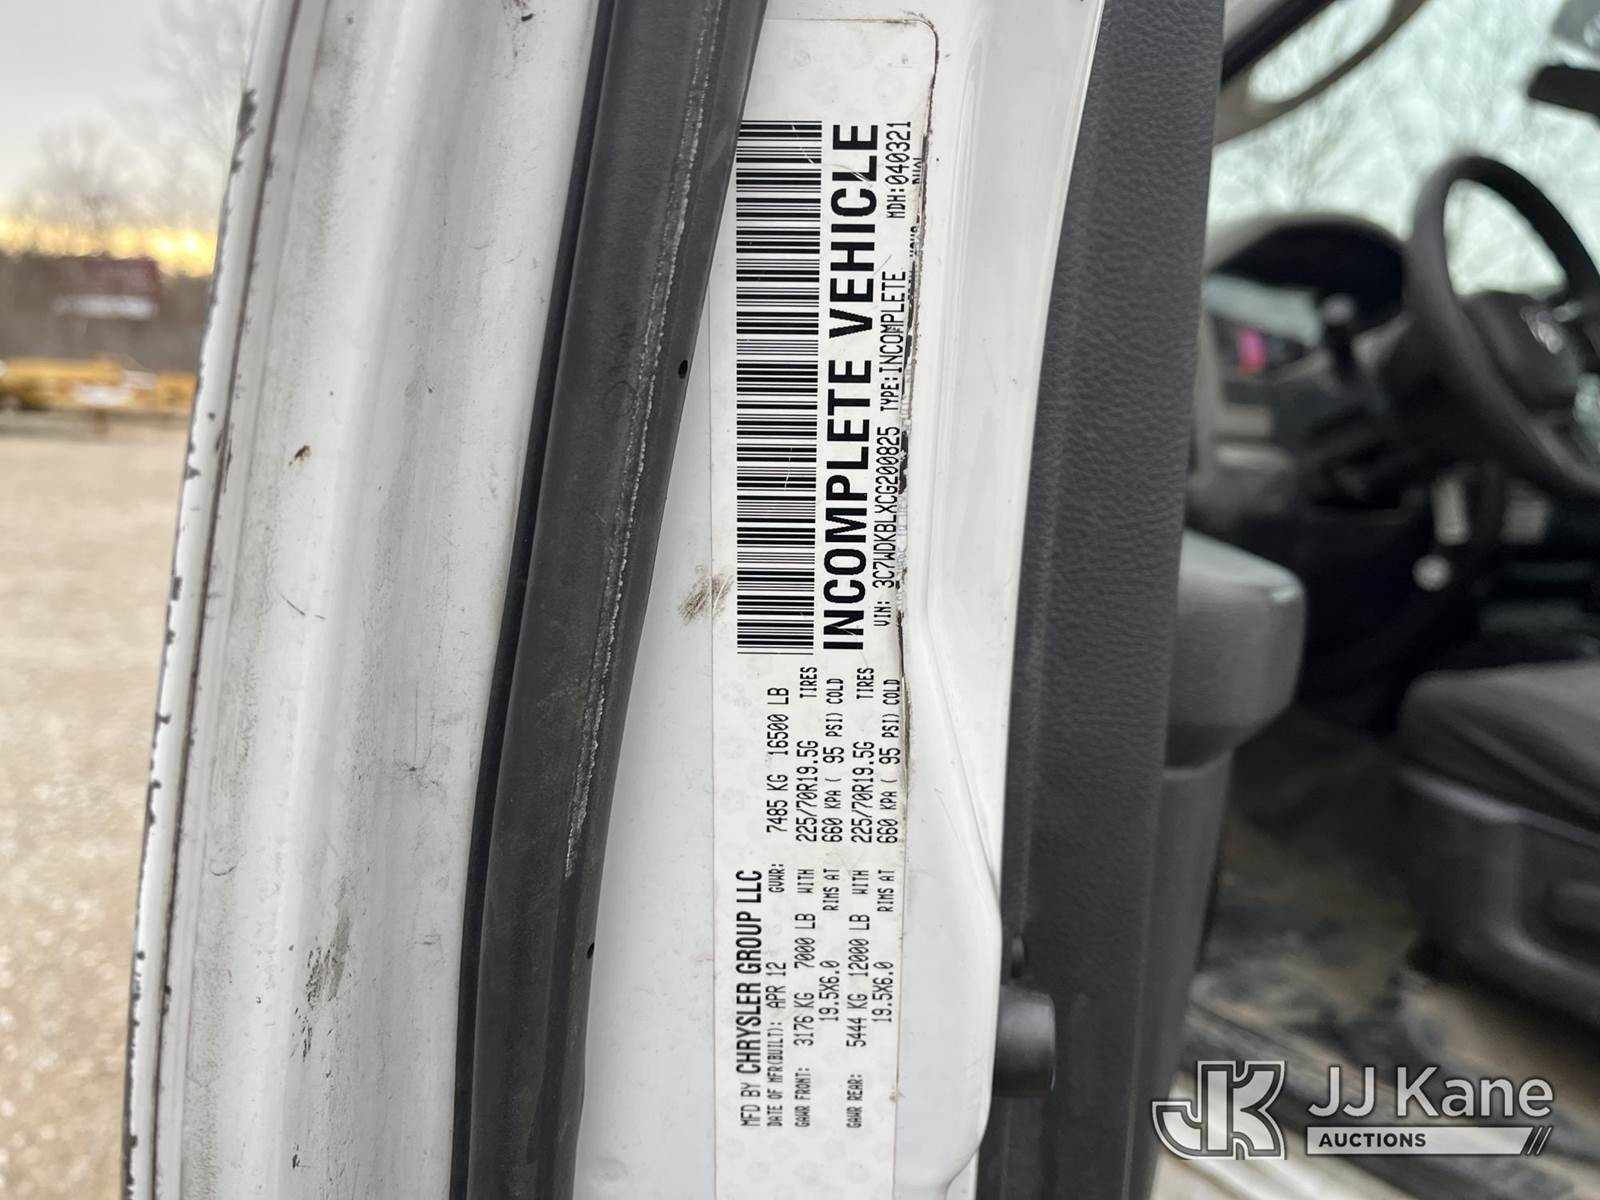 MFD BY CHRYSLER GROUP LLC
DATE OF MFR(BUILT): APR 12 GVWR: 7485 KG 16500 LB
GAWR FRONT: 3176 KG 7000 LB WITH 225/70R19.5G TIRES
19.5X6.0 RIMS AT 660 KPA ( 95 PSI) COLD
GAWR REAR: 5444 KG 12000 LB WITH 225/70R19.5G TIRES
19.5X6.0 RIMS AT 660 KPA ( 95 PSI) COLD
INCOMPLETE VEHICLE
VIN: 3C7WDKBLXCG200825 TYPE:INCOMPLETE MDH:040321
JJ Kane
AUCTIONS